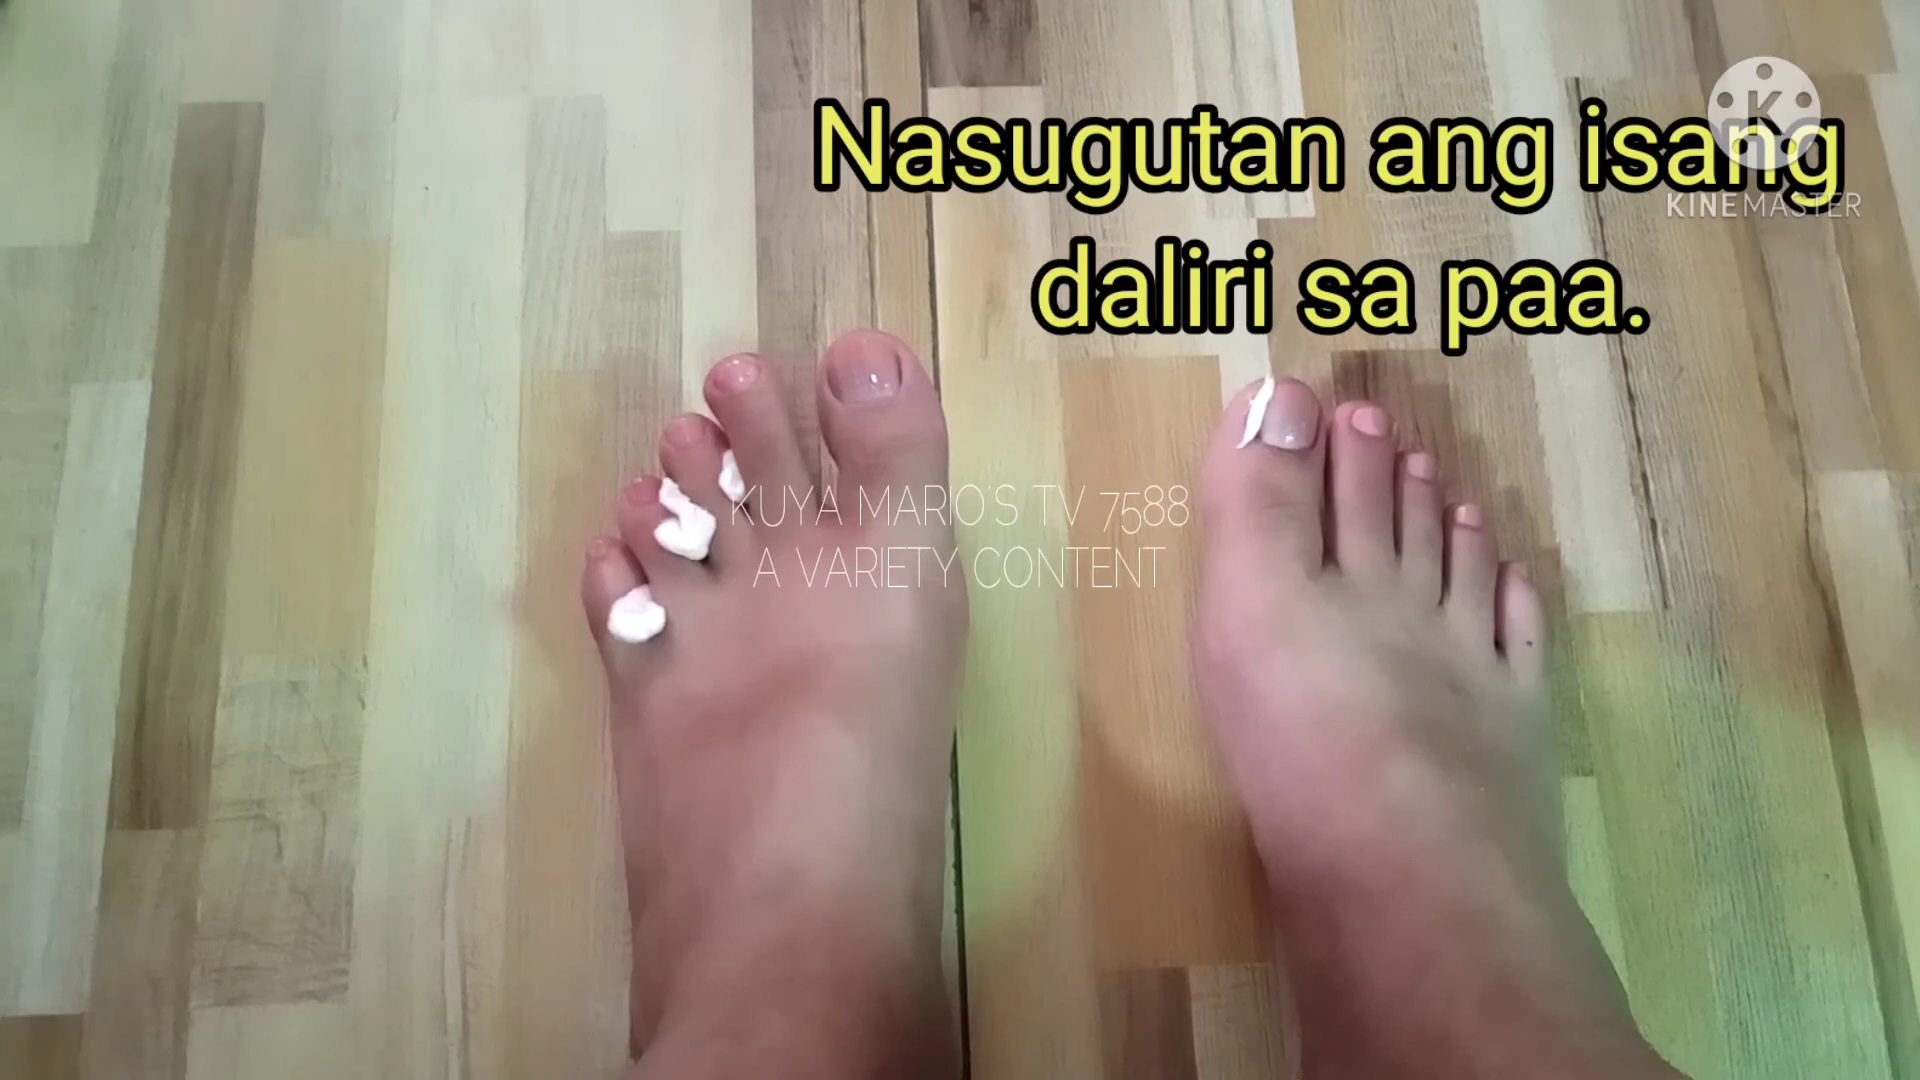 Nasugutan ang isang
daliri sa paa.
K
KINEMASTER
KUYA MARIO'S TV 7588
A VARIETY CONTENT